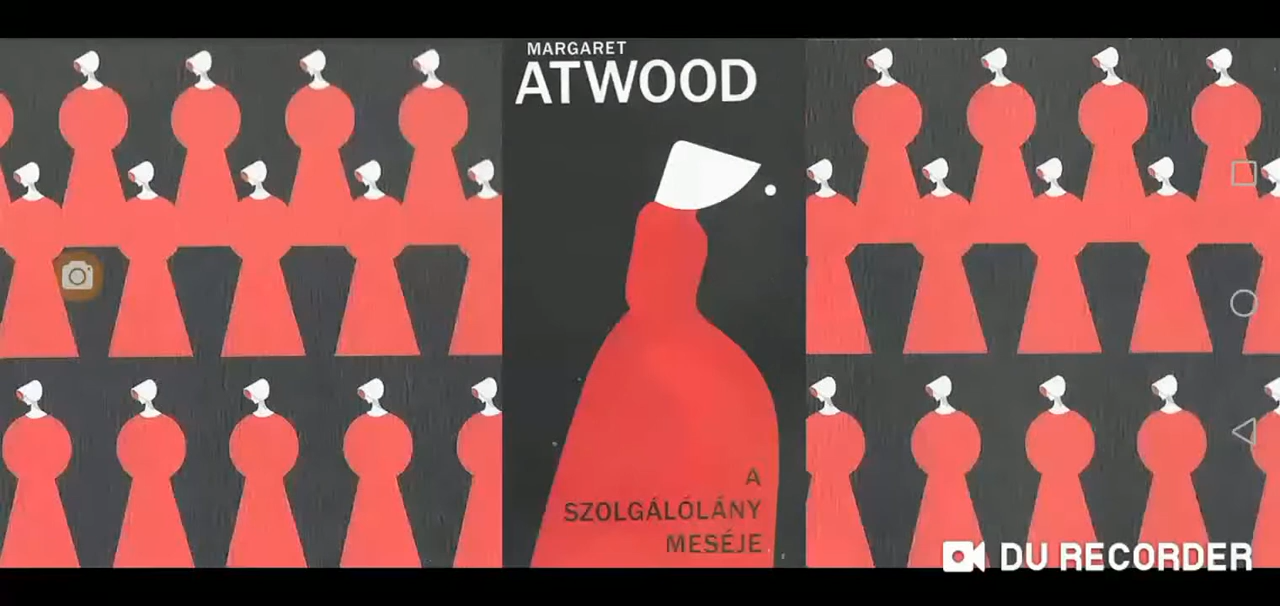 MARGARET
ATWOOD
A
SZOLGÁLÓLÁNY
MESÉJE
DU RECORDER